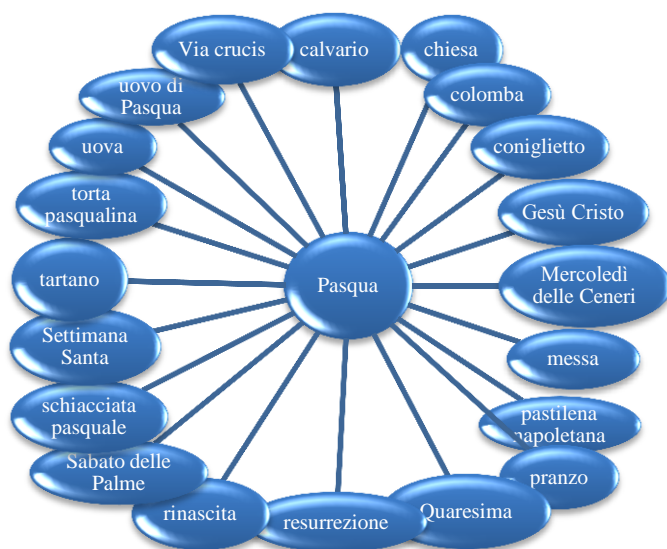 Pasqua
calvario
chiesa
colomba
coniglietto
Gesù Cristo
Mercoledì
delle Ceneri
messa
pastilena
napoletana
pranzo
Quaresima
resurrezione
rinascita
Sabato delle
Palme
schiacciata
pasquale
Settimana
Santa
tartano
torta
pasqualina
uova
uovo di
Pasqua
Via crucis